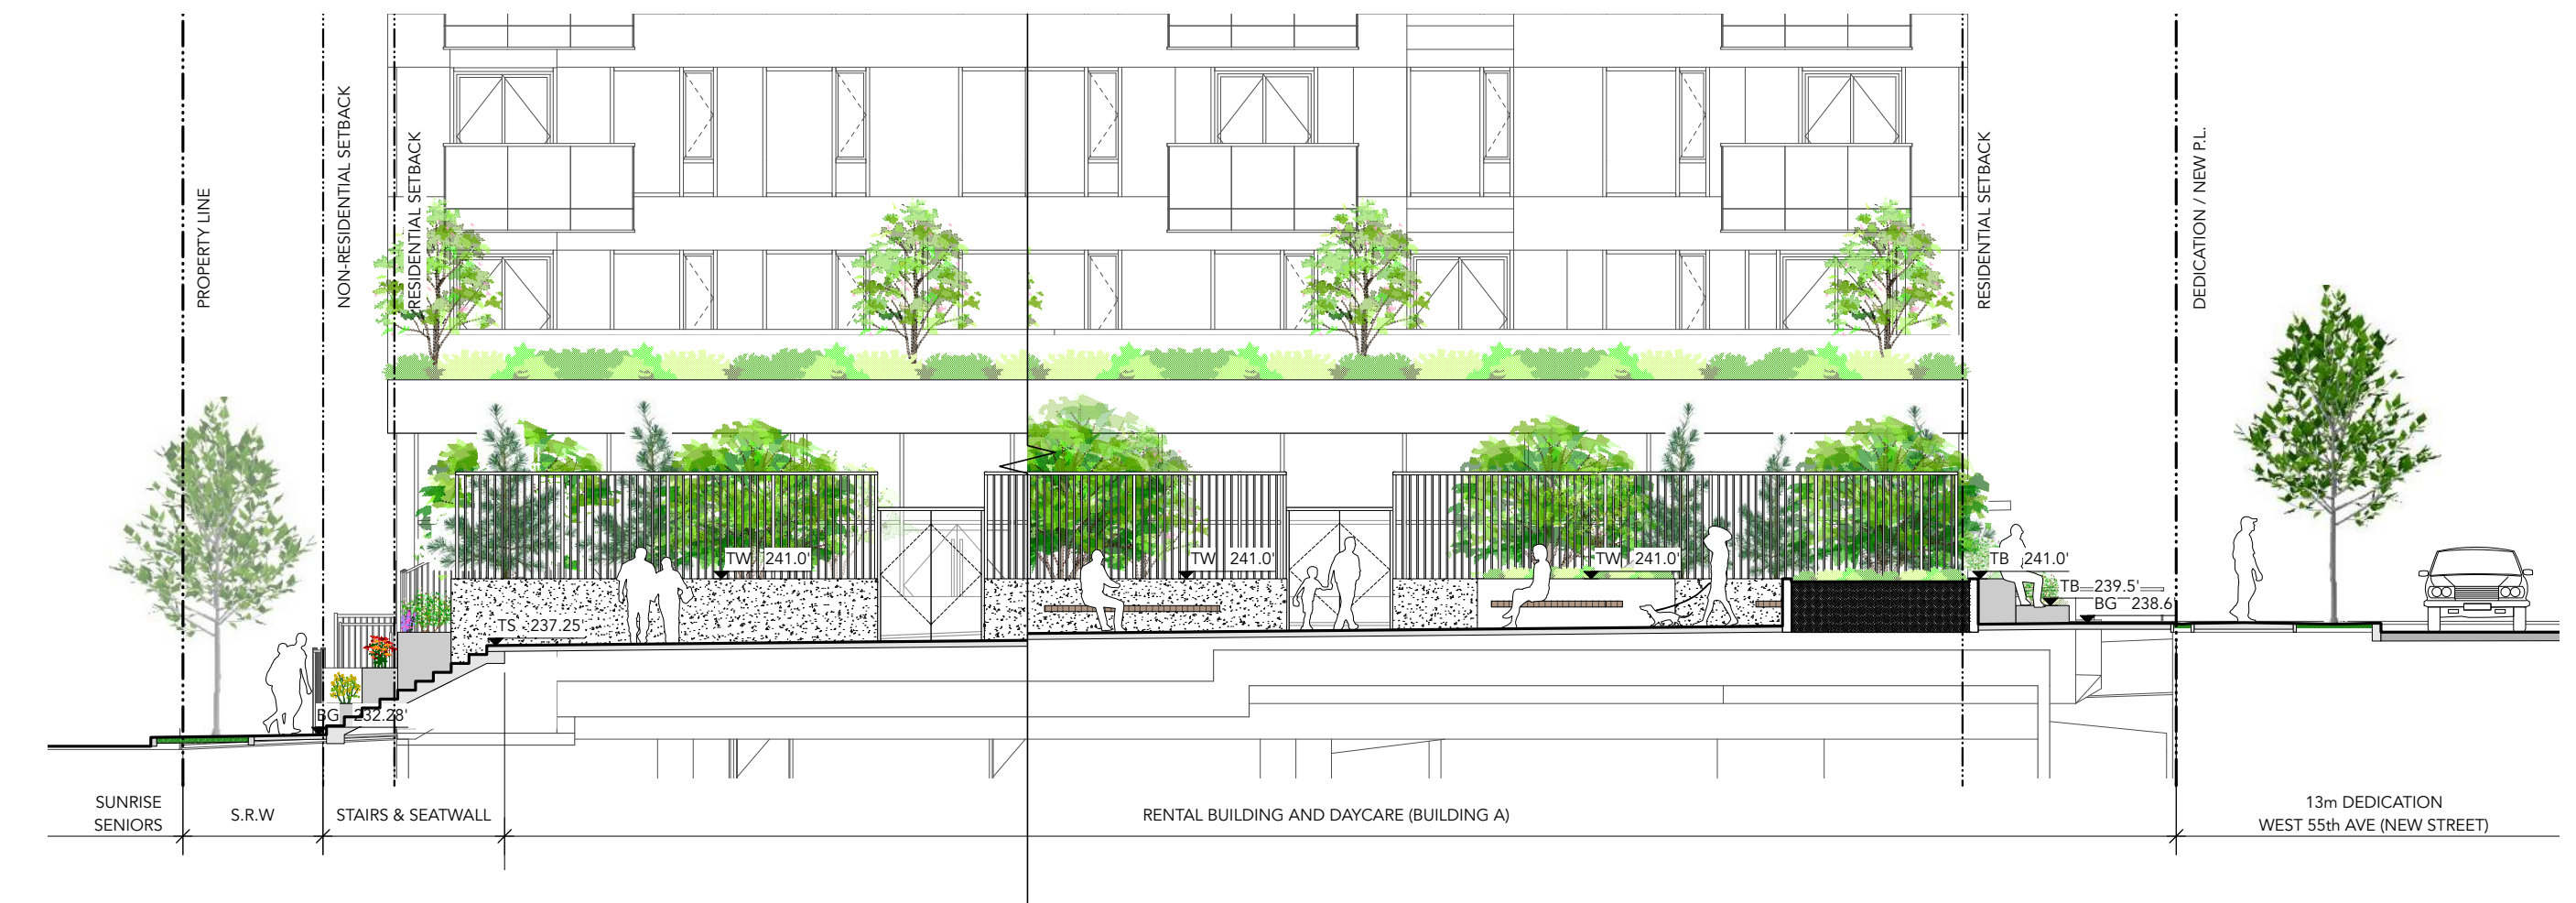 PROPERTY LINE
NON-RESIDENTIAL SETBACK
RESIDENTIAL SETBACK
RESIDENTIAL SETBACK
DEDICATION / NEW P.L.
TW 241.0'
TW 241.0'
TW 241.0'
TB 241.0'
TB 239.5'
BG 238.6
TS 237.25
BG 232.28'
SUNRISE
SENIORS
S.R.W
STAIRS & SEATWALL
RENTAL BUILDING AND DAYCARE (BUILDING A)
13m DEDICATION
WEST 55th AVE (NEW STREET)